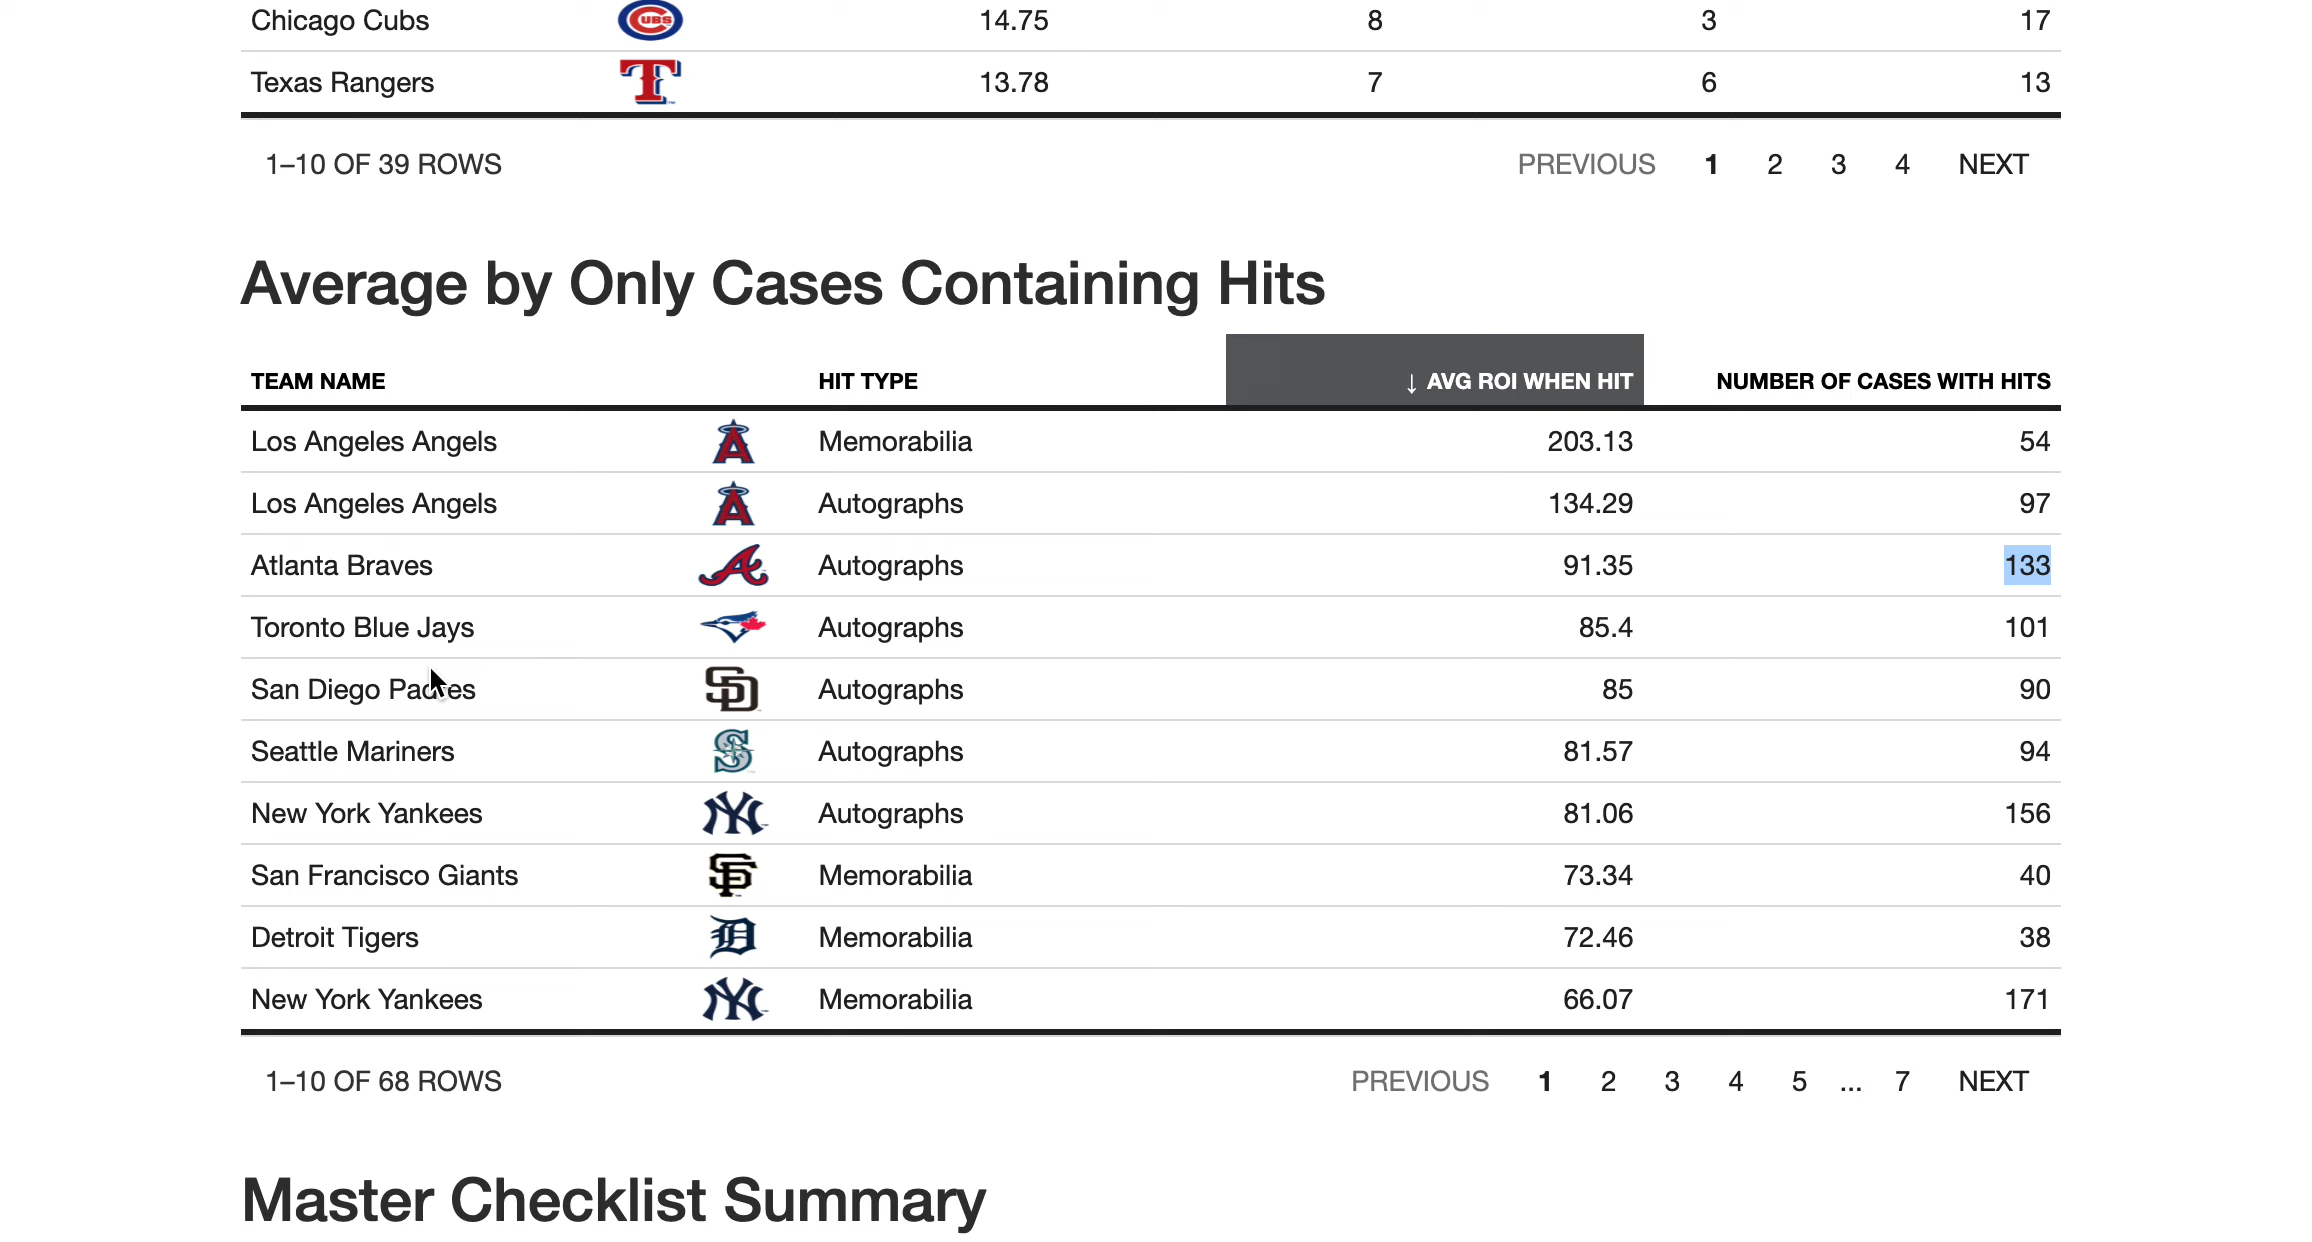 Chicago Cubs CUBS 14.75 8 3 17
Texas Rangers T 13.78 7 6 13
1–10 OF 39 ROWS PREVIOUS 1 2 3 4 NEXT
Average by Only Cases Containing Hits
TEAM NAME HIT TYPE ↓ AVG ROI WHEN HIT NUMBER OF CASES WITH HITS
Los Angeles Angels A Memorabilia 203.13 54
Los Angeles Angels A Autographs 134.29 97
Atlanta Braves A Autographs 91.35 133
Toronto Blue Jays Autographs 85.4 101
San Diego Padres SD Autographs 85 90
Seattle Mariners S Autographs 81.57 94
New York Yankees NY Autographs 81.06 156
San Francisco Giants SF Memorabilia 73.34 40
Detroit Tigers D Memorabilia 72.46 38
New York Yankees NY Memorabilia 66.07 171
1–10 OF 68 ROWS PREVIOUS 1 2 3 4 5 ... 7 NEXT
Master Checklist Summary